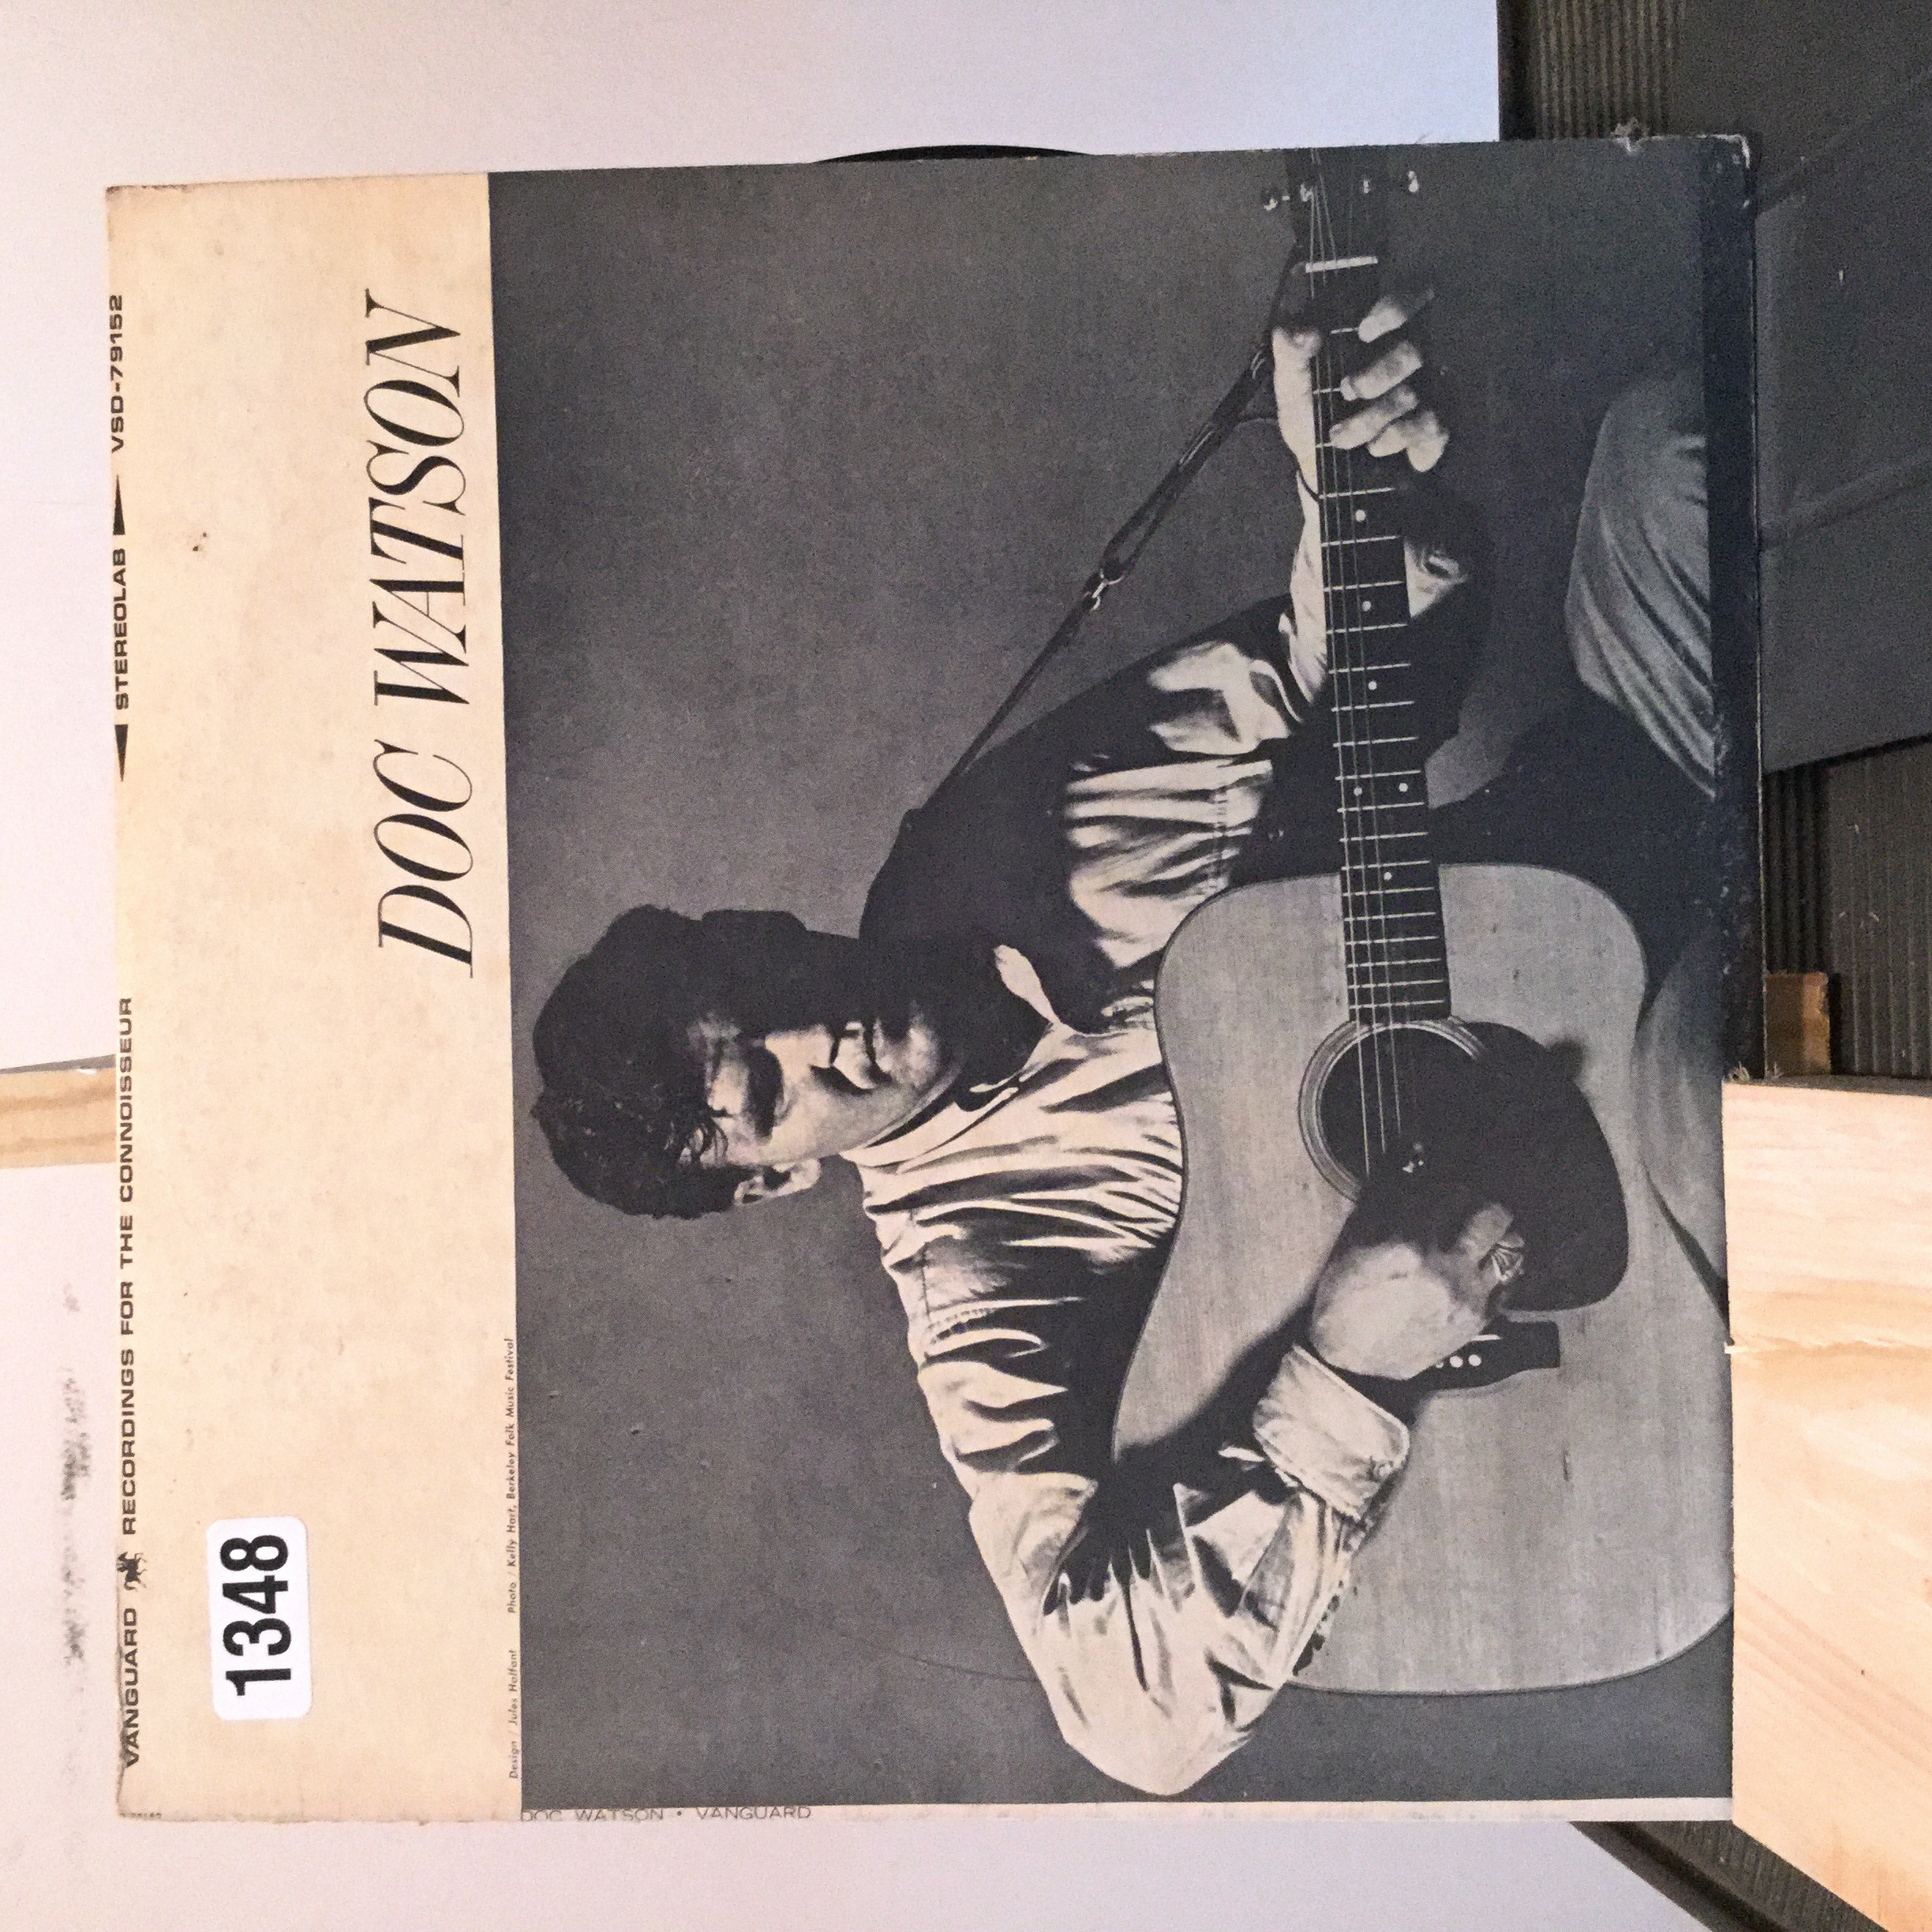 VANGUARD RECORDINGS FOR THE CONNOISSEUR STEREOLAB VSD-79152
1348
DOC WATSON
Design / Jules Halfant Photo / Kelly Hart, Berkeley Folk Music Festival
DOC WATSON • VANGUARD